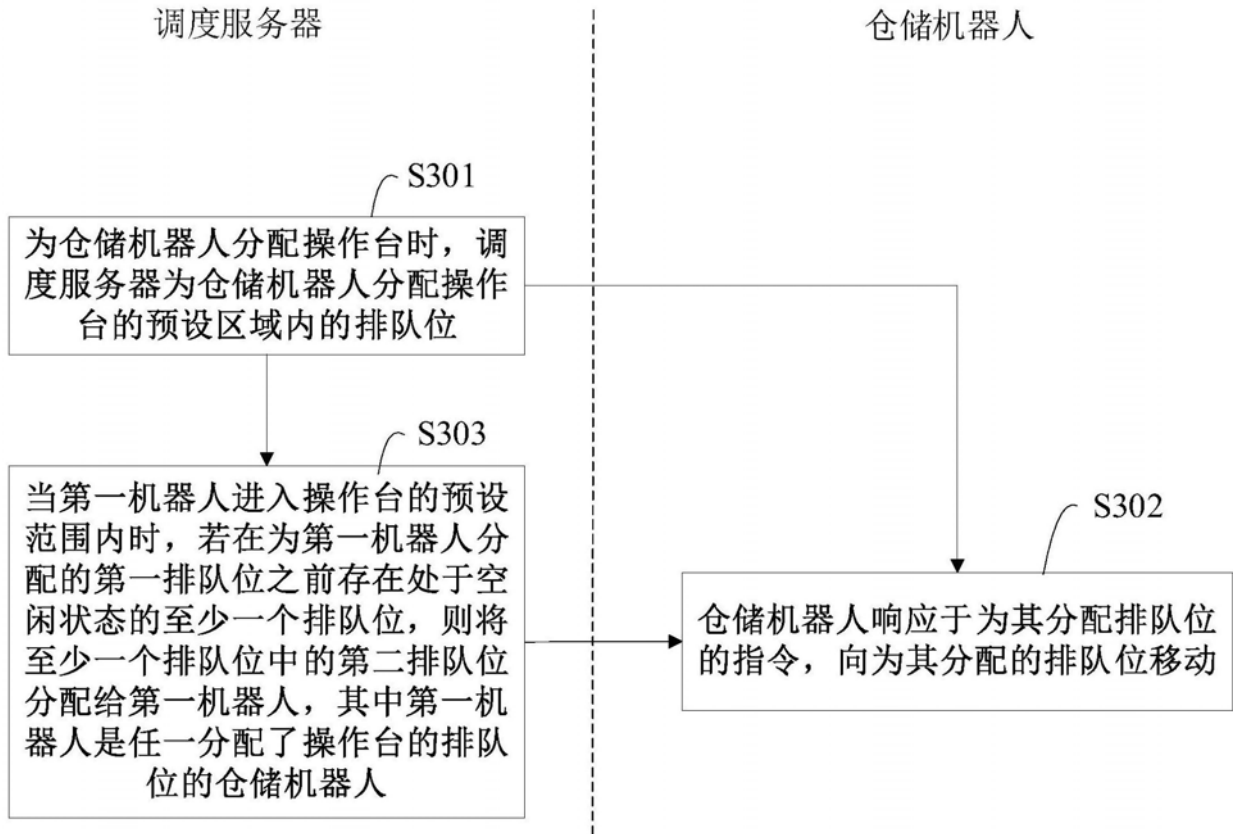 调度服务器
仓储机器人
S301
为仓储机器人分配操作台时，调
度服务器为仓储机器人分配操作
台的预设区域内的排队位
S303
当第一机器人进入操作台的预设
范围内时，若在为第一机器人分
配的第一排队位之前存在处于空
闲状态的至少一个排队位，则将
至少一个排队位中的第二排队位
分配给第一机器人，其中第一机
器人是任一分配了操作台的排队
位的仓储机器人
S302
仓储机器人响应于为其分配排队位
的指令，向为其分配的排队位移动